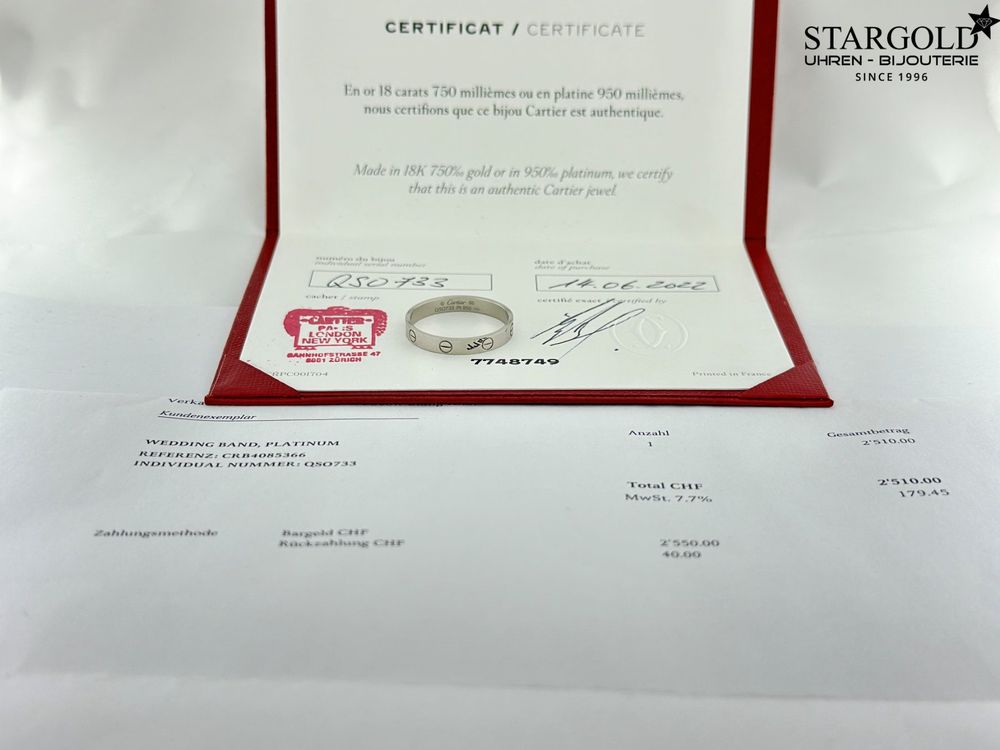 CERTIFICAT / CERTIFICATE
STARGOLD
UHREN - BIJOUTERIE
SINCE 1996
En or 18 carats 750 millièmes ou en platine 950 millièmes,
nous certifions que ce bijou Cartier est authentique.
Made in 18K 750‰ gold or in 950‰ platinum, we certify
that this is an authentic Cartier jewel.
numéro du bijou
individual serial number
QSO733
date d'achat
date of purchase
14.06.2022
cachet / stamp
certifié exact / certified by
CARTIER
PARIS
LONDON
NEW YORK
BAHNHOFSTRASSE 47
8001 ZÜRICH
Cartier
7748749
CRPC001704
Printed in France
Kundenexemplar
Anzahl
Gesamtbetrag
WEDDING BAND, PLATINUM
1
2'510.00
REFERENZ: CRB4085366
INDIVIDUAL NUMMER: QSO733
Total CHF
2'510.00
MwSt. 7.7%
179.45
Zahlungsmethode
Bargeld CHF
2'550.00
Rückzahlung CHF
40.00